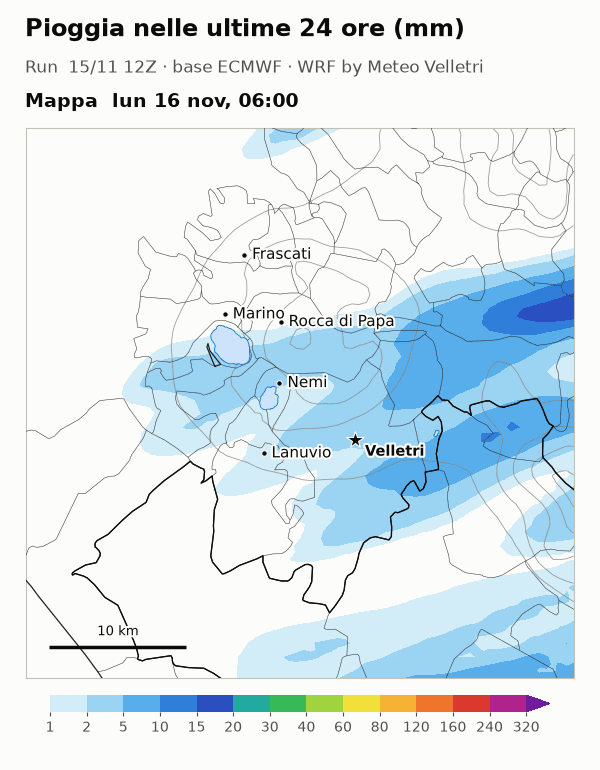 Pioggia nelle ultime 24 ore (mm)
Run 15/11 12Z · base ECMWF · WRF by Meteo Velletri
Mappa lun 16 nov, 06:00
Frascati
Marino
Rocca di Papa
Nemi
Velletri
Lanuvio
10 km
1 2 5 10 15 20 30 40 60 80 120 160 240 320